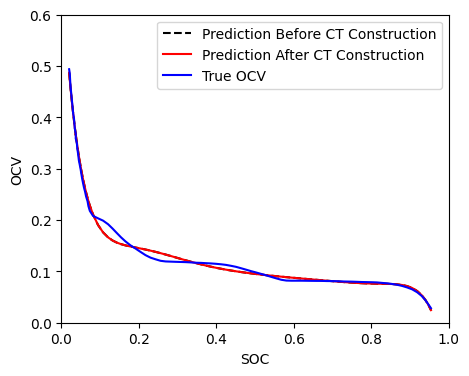 0.6
0.5
0.4
0.3
0.2
0.1
0.0
OCV
Prediction Before CT Construction
Prediction After CT Construction
True OCV
0.0 0.2 0.4 0.6 0.8 1.0
SOC